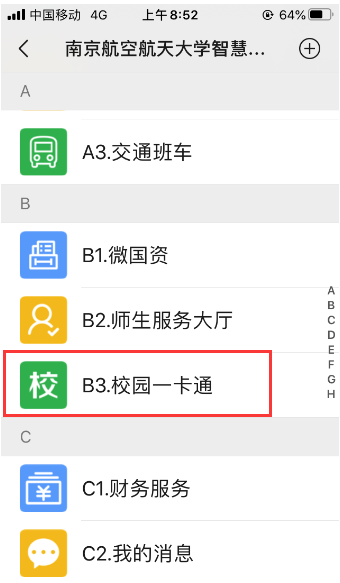 中国移动 4G 上午8:52 64%
南京航空航天大学智慧...
A
A3.交通班车
B
B1.微国资
B2.师生服务大厅
校 B3.校园一卡通
C
C1.财务服务
C2.我的消息
A
B
C
D
E
F
G
H